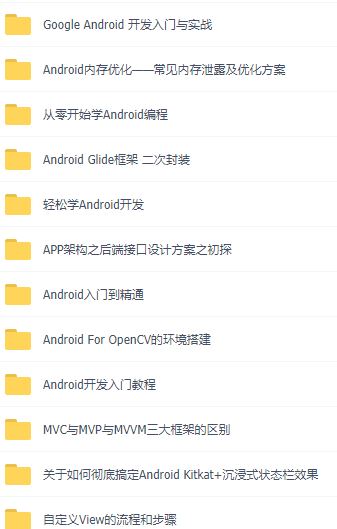 Google Android 开发入门与实战
Android内存优化——常见内存泄露及优化方案
从零开始学Android编程
Android Glide框架 二次封装
轻松学Android开发
APP架构之后端接口设计方案之初探
Android入门到精通
Android For OpenCV的环境搭建
Android开发入门教程
MVC与MVP与MVVM三大框架的区别
关于如何彻底搞定Android Kitkat+沉浸式状态栏效果
自定义View的流程和步骤